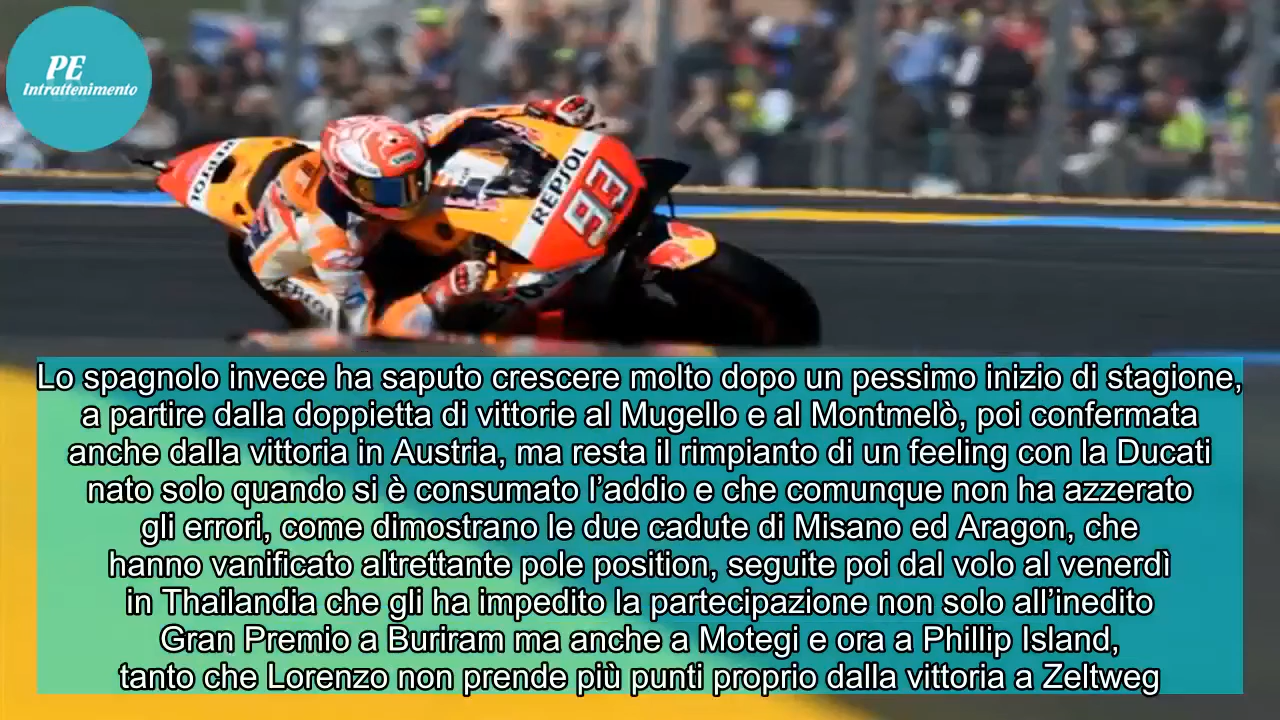 PE
Intrattenimento
REPSOL
REPSOL
93
Lo spagnolo invece ha saputo crescere molto dopo un pessimo inizio di stagione,
a partire dalla doppietta di vittorie al Mugello e al Montmelò, poi confermata
anche dalla vittoria in Austria, ma resta il rimpianto di un feeling con la Ducati
nato solo quando si è consumato l’addio e che comunque non ha azzerato
gli errori, come dimostrano le due cadute di Misano ed Aragon, che
hanno vanificato altrettante pole position, seguite poi dal volo al venerdì
in Thailandia che gli ha impedito la partecipazione non solo all’inedito
Gran Premio a Buriram ma anche a Motegi e ora a Phillip Island,
tanto che Lorenzo non prende più punti proprio dalla vittoria a Zeltweg